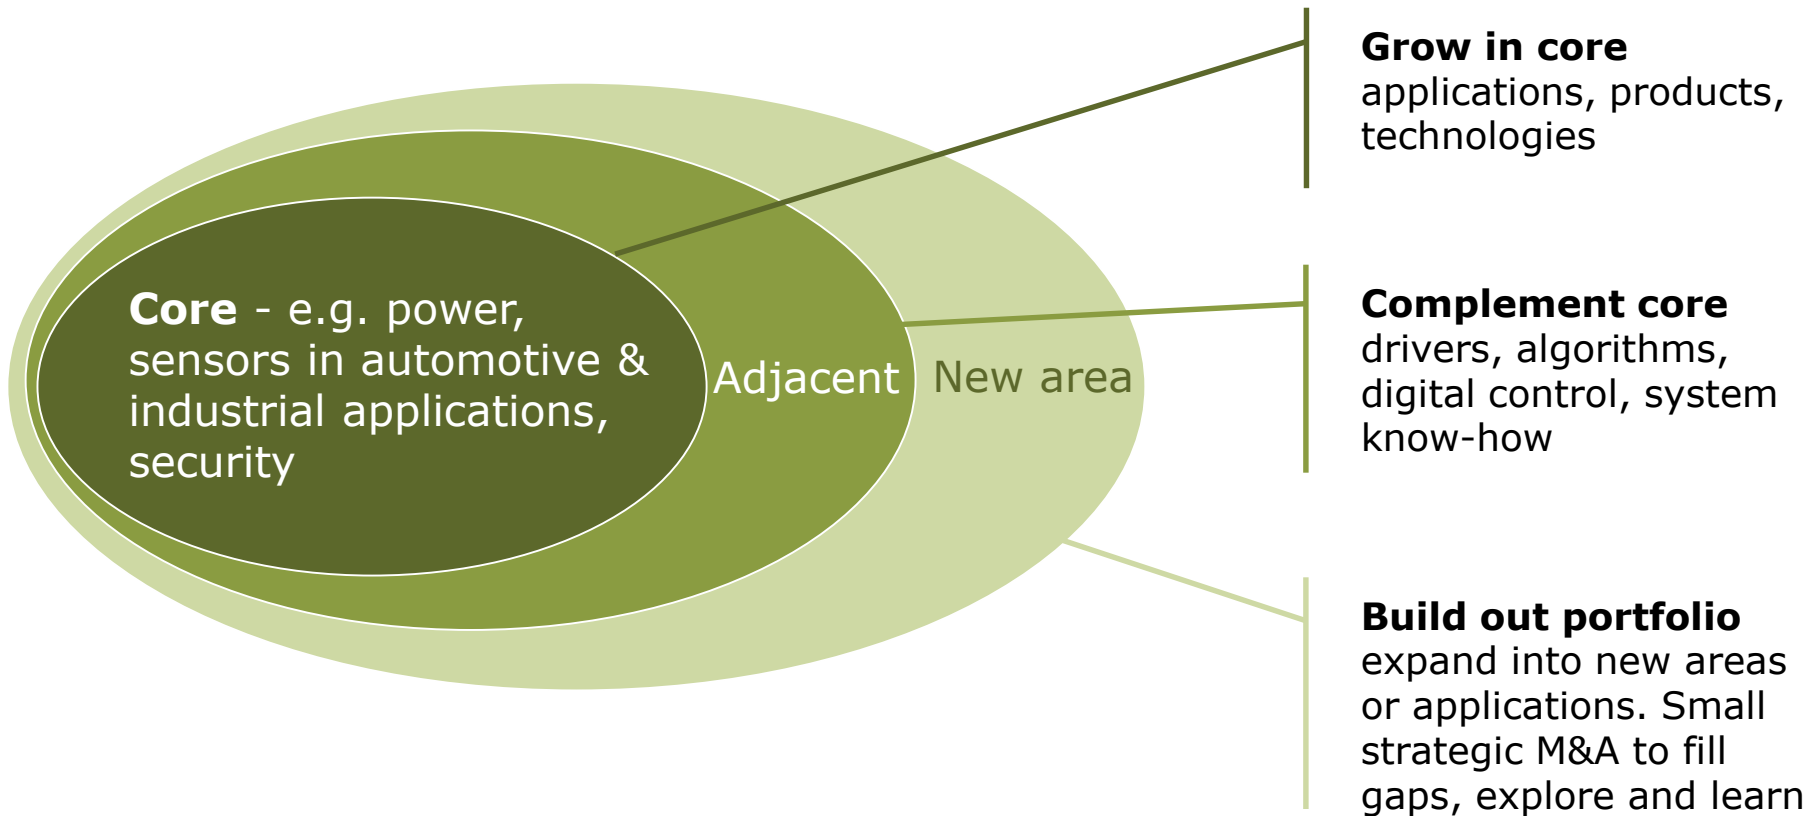 Core - e.g. power,
sensors in automotive &
industrial applications,
security
Adjacent
New area
Grow in core
applications, products,
technologies
Complement core
drivers, algorithms,
digital control, system
know-how
Build out portfolio
expand into new areas
or applications. Small
strategic M&A to fill
gaps, explore and learn